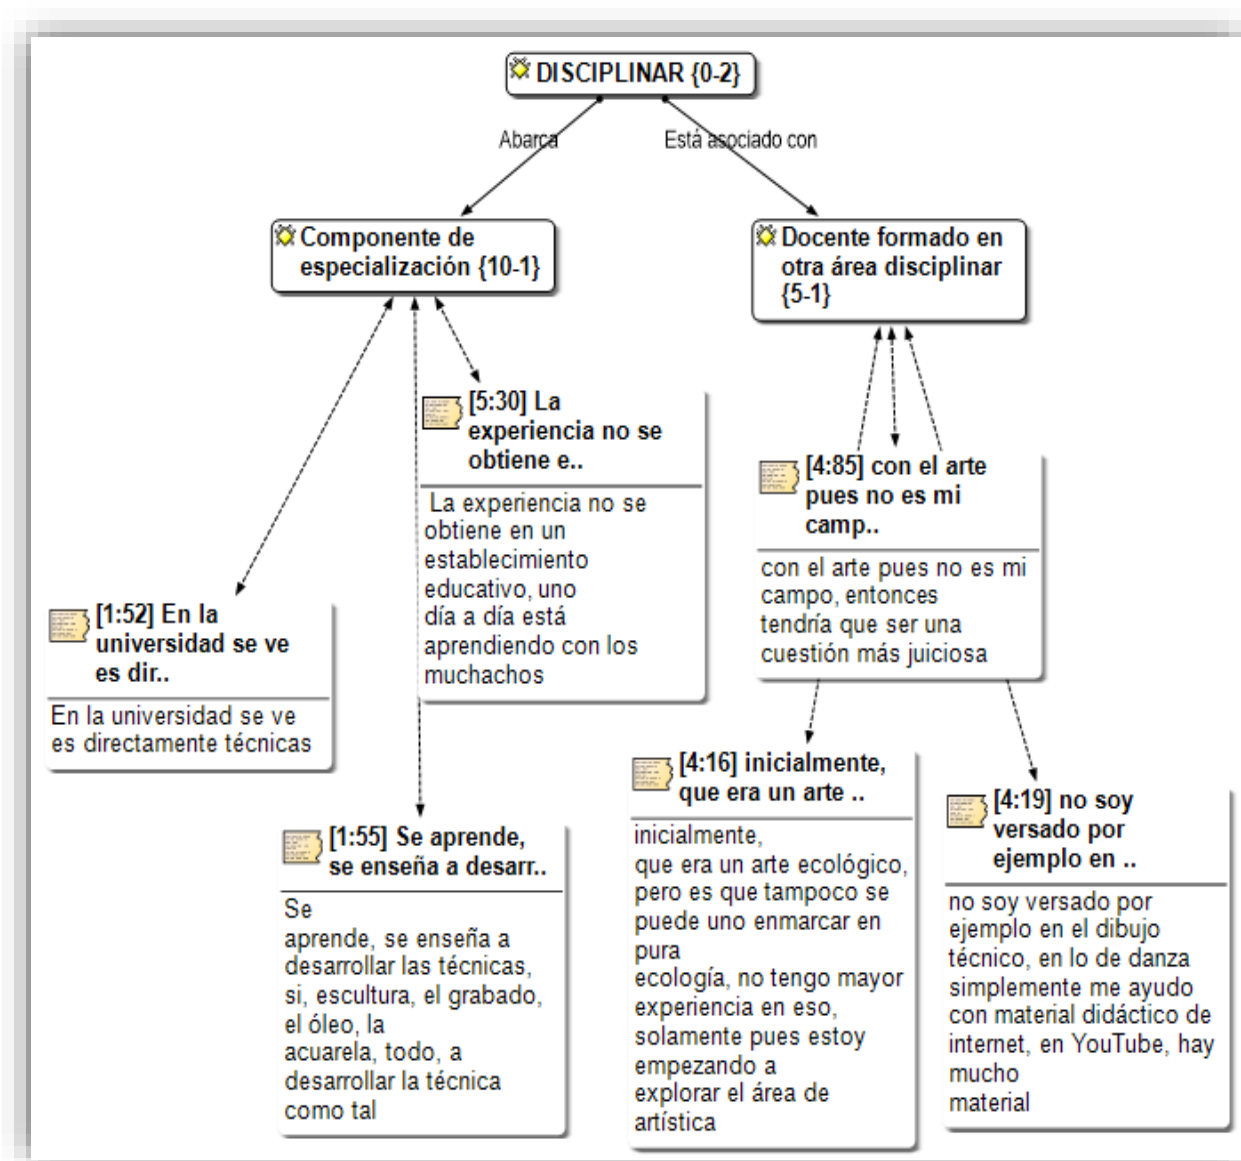 DISCIPLINAR {0-2}
Abarca
Está asociado con
Componente de
especialización {10-1}
Docente formado en
otra área disciplinar
{5-1}
[5:30] La
experiencia no se
obtiene e..
La experiencia no se
obtiene en un
establecimiento
educativo, uno
día a día está
aprendiendo con los
muchachos
[4:85] con el arte
pues no es mi
camp..
con el arte pues no es mi
campo, entonces
tendría que ser una
cuestión más juiciosa
[1:52] En la
universidad se ve
es dir..
En la universidad se ve
es directamente técnicas
[1:55] Se aprende,
se enseña a desarr..
Se
aprende, se enseña a
desarrollar las técnicas,
si, escultura, el grabado,
el óleo, la
acuarela, todo, a
desarrollar la técnica
como tal
[4:16] inicialmente,
que era un arte ..
inicialmente,
que era un arte ecológico,
pero es que tampoco se
puede uno enmarcar en
pura
ecología, no tengo mayor
experiencia en eso,
solamente pues estoy
empezando a
explorar el área de
artística
[4:19] no soy
versado por
ejemplo en ..
no soy versado por
ejemplo en el dibujo
técnico, en lo de danza
simplemente me ayudo
con material didáctico de
internet, en YouTube, hay
mucho
material